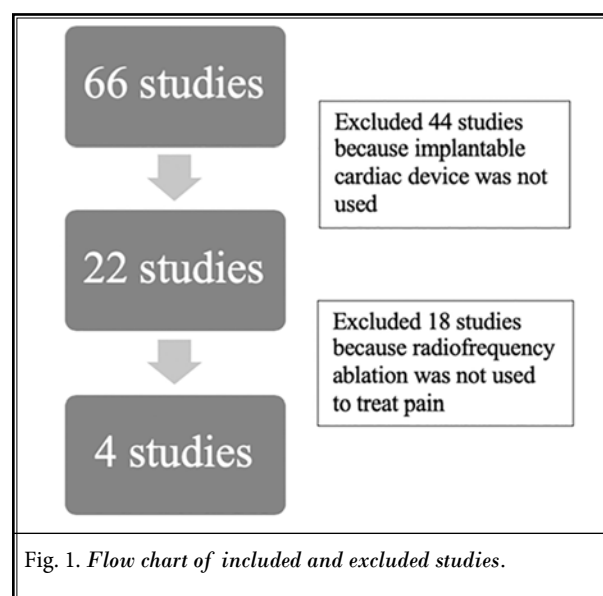 66 studies
Excluded 44 studies
because implantable
cardiac device was not
used
22 studies
Excluded 18 studies
because radiofrequency
ablation was not used
to treat pain
4 studies
Fig. 1. Flow chart of included and excluded studies.